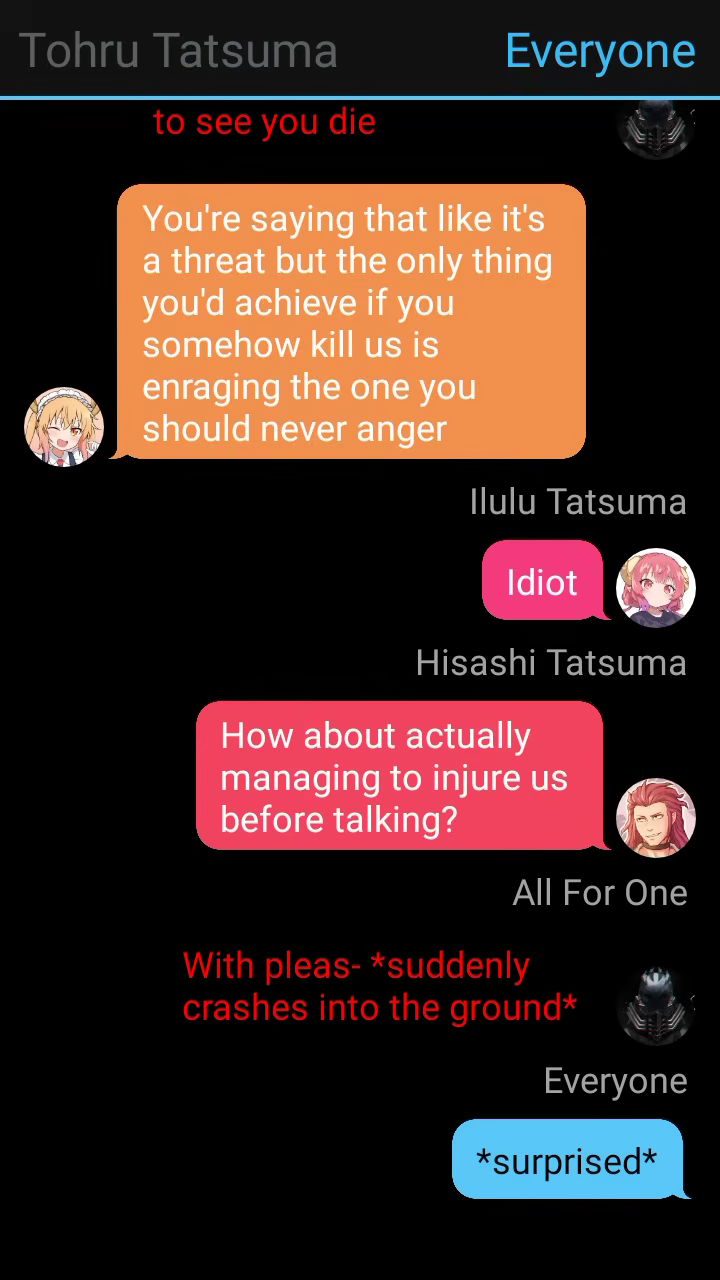 Tohru Tatsuma Everyone
to see you die
You're saying that like it's
a threat but the only thing
you'd achieve if you
somehow kill us is
enraging the one you
should never anger
Ilulu Tatsuma
Idiot
Hisashi Tatsuma
How about actually
managing to injure us
before talking?
All For One
With pleas- *suddenly
crashes into the ground*
Everyone
*surprised*